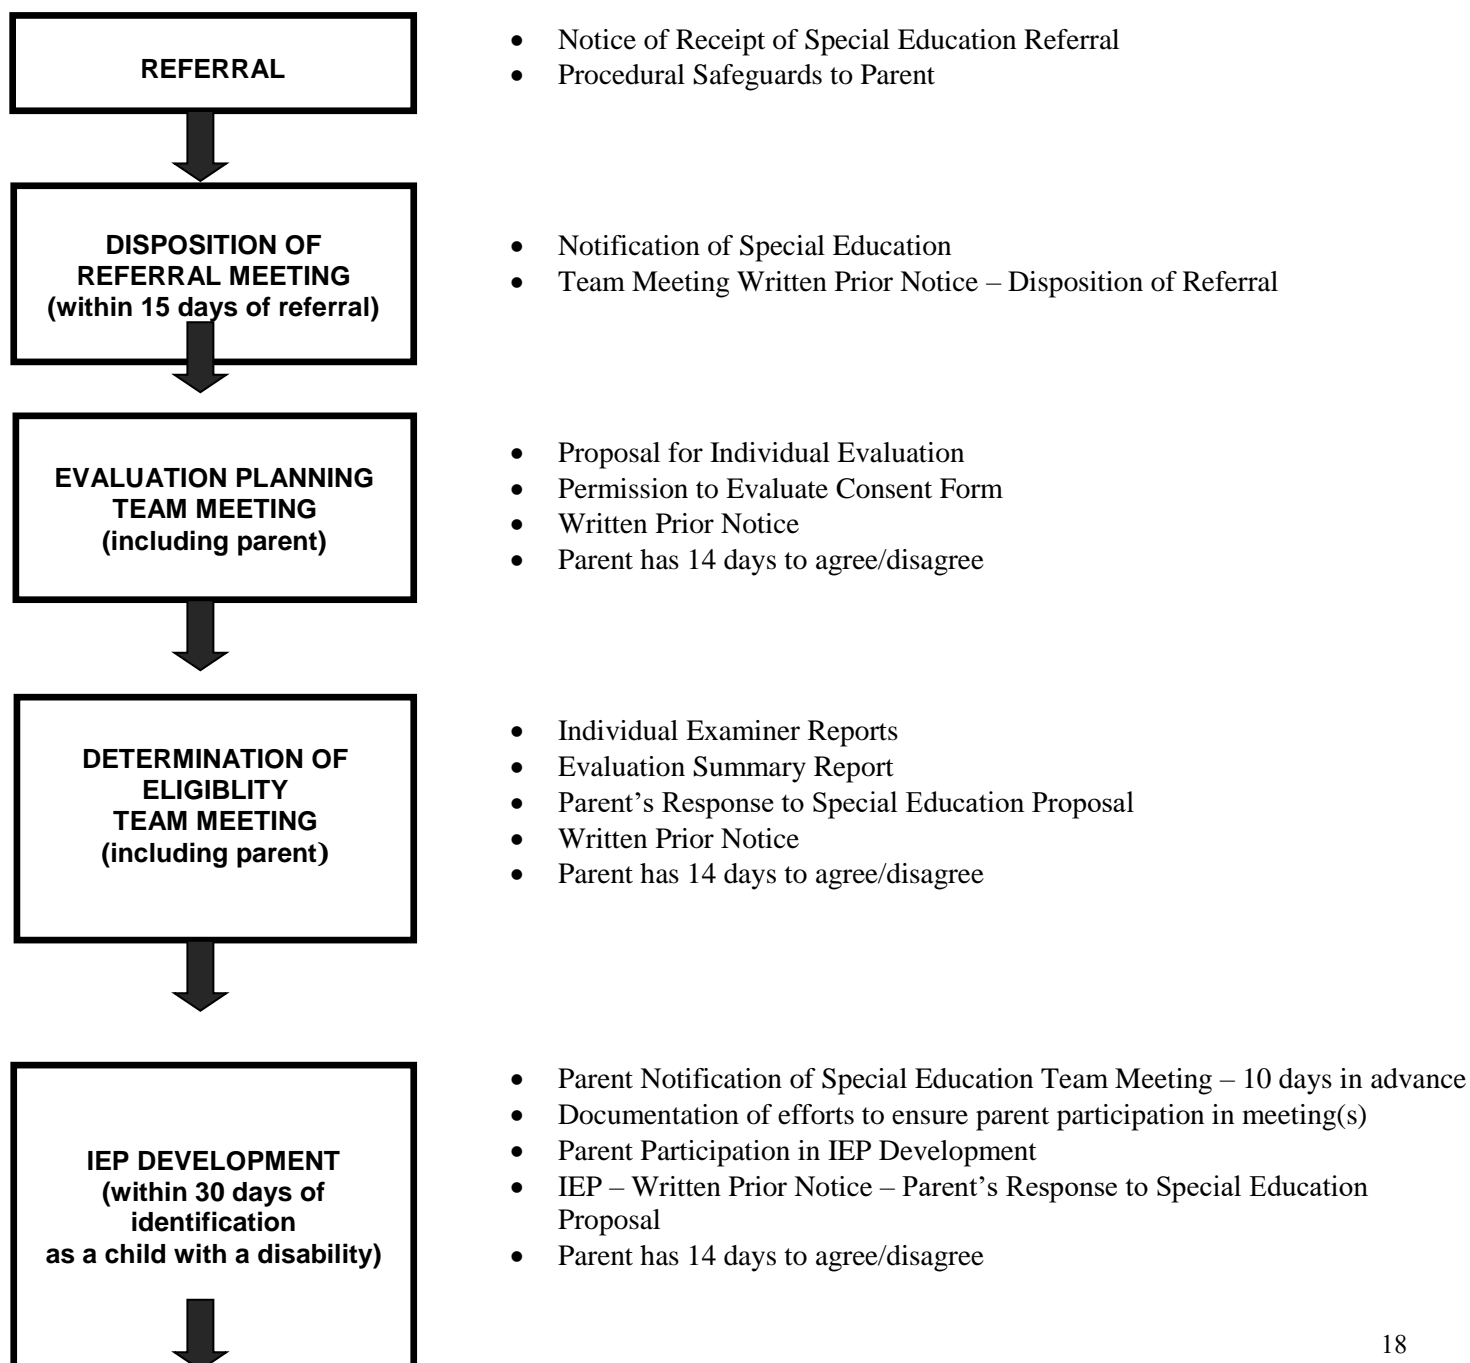 REFERRAL
• Notice of Receipt of Special Education Referral
• Procedural Safeguards to Parent
DISPOSITION OF
REFERRAL MEETING
(within 15 days of referral)
• Notification of Special Education
• Team Meeting Written Prior Notice – Disposition of Referral
EVALUATION PLANNING
TEAM MEETING
(including parent)
• Proposal for Individual Evaluation
• Permission to Evaluate Consent Form
• Written Prior Notice
• Parent has 14 days to agree/disagree
DETERMINATION OF
ELIGIBLITY
TEAM MEETING
(including parent)
• Individual Examiner Reports
• Evaluation Summary Report
• Parent’s Response to Special Education Proposal
• Written Prior Notice
• Parent has 14 days to agree/disagree
IEP DEVELOPMENT
(within 30 days of
identification
as a child with a disability)
• Parent Notification of Special Education Team Meeting – 10 days in advance
• Documentation of efforts to ensure parent participation in meeting(s)
• Parent Participation in IEP Development
• IEP – Written Prior Notice – Parent’s Response to Special Education
Proposal
• Parent has 14 days to agree/disagree
18